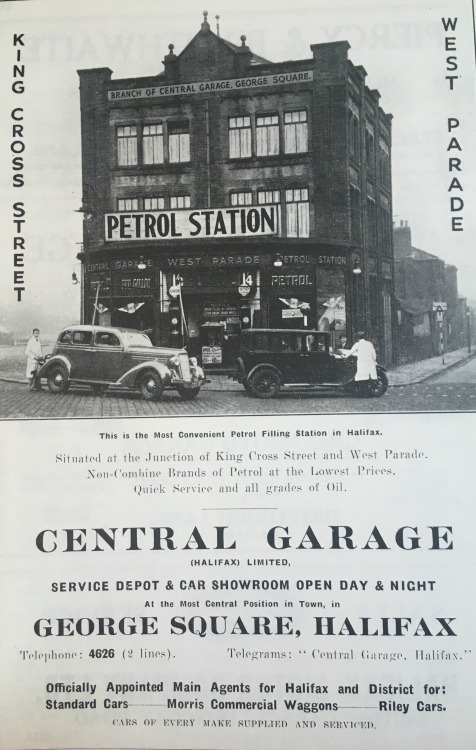 KING CROSS STREET
WEST PARADE
BRANCH OF CENTRAL GARAGE. GEORGE SQUARE.
PETROL STATION
CENTRAL GARAGE WEST PARADE PETROL STATION
PETROL
This is the Most Convenient Petrol Filling Station in Halifax.
Situated at the Junction of King Cross Street and West Parade.
Non-Combine Brands of Petrol at the Lowest Prices.
Quick Service and all grades of Oil.
CENTRAL GARAGE
(HALIFAX) LIMITED,
SERVICE DEPOT & CAR SHOWROOM OPEN DAY & NIGHT
At the Most Central Position in Town, in
GEORGE SQUARE, HALIFAX
Telephone: 4626 (2 lines). Telegrams: "Central Garage, Halifax."
Officially Appointed Main Agents for Halifax and District for:
Standard Cars——Morris Commercial Waggons——Riley Cars.
CARS OF EVERY MAKE SUPPLIED AND SERVICED.